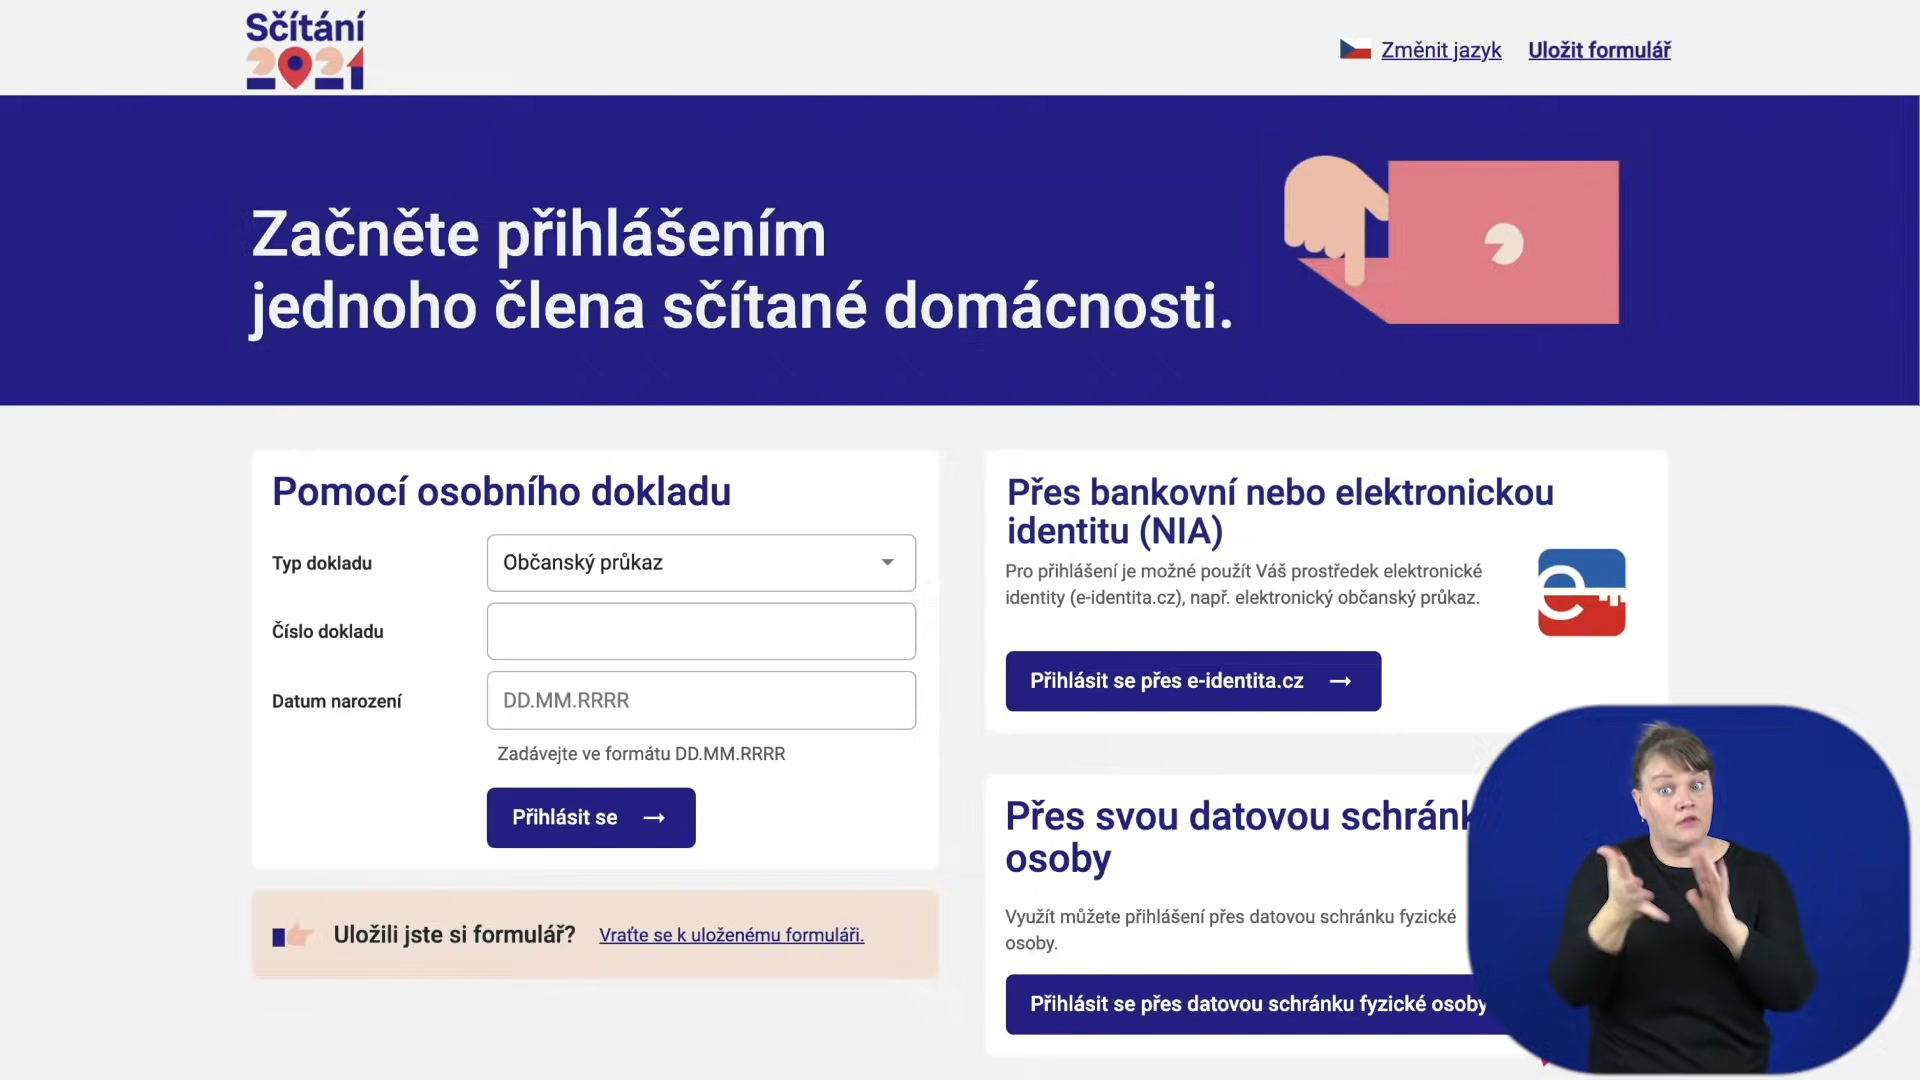 Sčítání
2021
Změnit jazyk
Uložit formulář
Začněte přihlášením
jednoho člena sčítané domácnosti.
Pomocí osobního dokladu
Typ dokladu
Občanský průkaz
Číslo dokladu
Datum narození
DD.MM.RRRR
Zadávejte ve formátu DD.MM.RRRR
Přihlásit se →
Uložili jste si formulář? Vraťte se k uloženému formuláři.
Přes bankovní nebo elektronickou
identitu (NIA)
Pro přihlášení je možné použít Váš prostředek elektronické
identity (e-identita.cz), např. elektronický občanský průkaz.
e
Přihlásit se přes e-identita.cz →
Přes svou datovou schránk
osoby
Využít můžete přihlášení přes datovou schránku fyzické
osoby.
Přihlásit se přes datovou schránku fyzické osoby